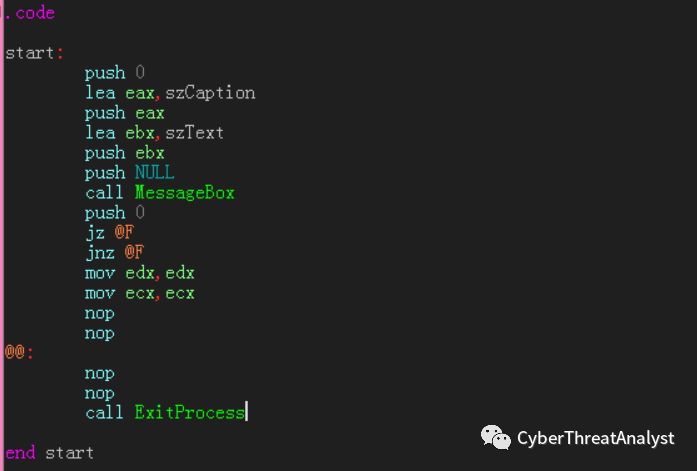 .code
start:
push 0
lea eax,szCaption
push eax
lea ebx,szText
push ebx
push NULL
call MessageBox
push 0
jz @F
jnz @F
mov edx,edx
mov ecx,ecx
nop
nop
@@:
nop
nop
call ExitProcess
end start
CyberThreatAnalyst